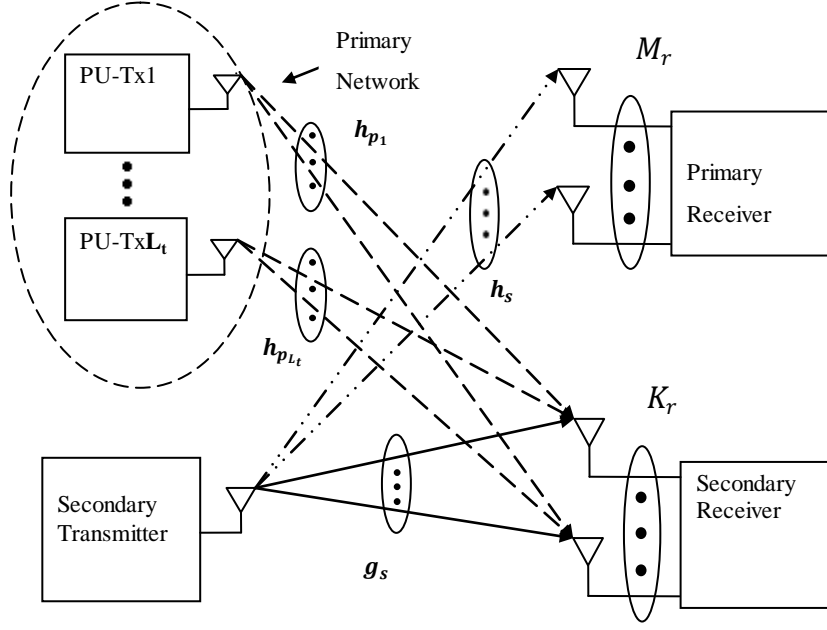 PU-Tx1
Primary
Network
M_r
h_{p_1}
Primary
Receiver
PU-TxL_t
h_s
h_{p_{L_t}}
K_r
Secondary
Transmitter
Secondary
Receiver
g_s